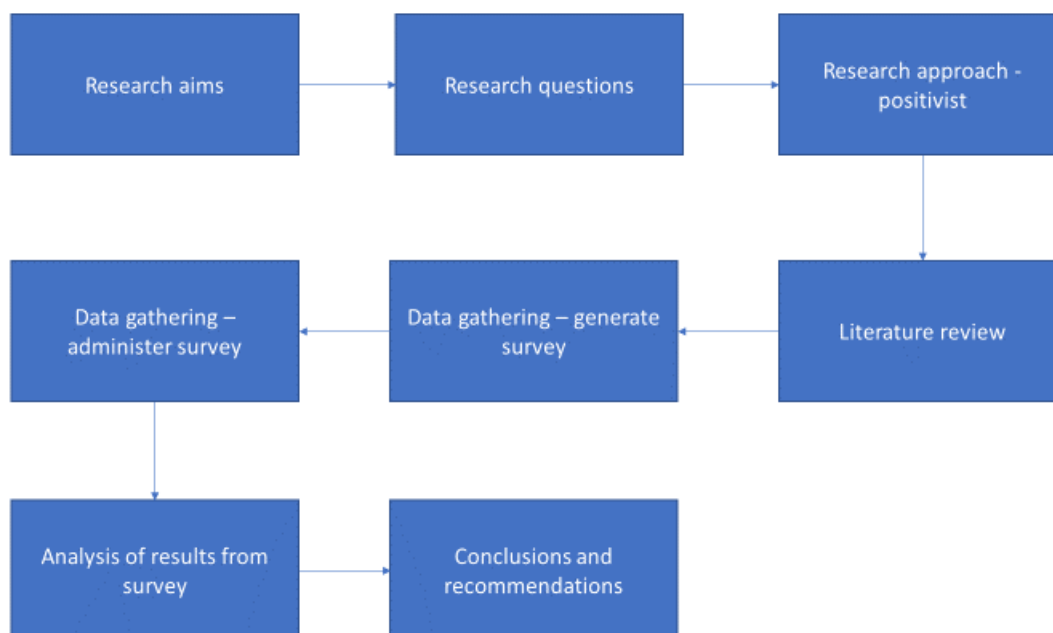 Research aims
Research questions
Research approach -
positivist
Literature review
Data gathering – generate
survey
Data gathering –
administer survey
Analysis of results from
survey
Conclusions and
recommendations